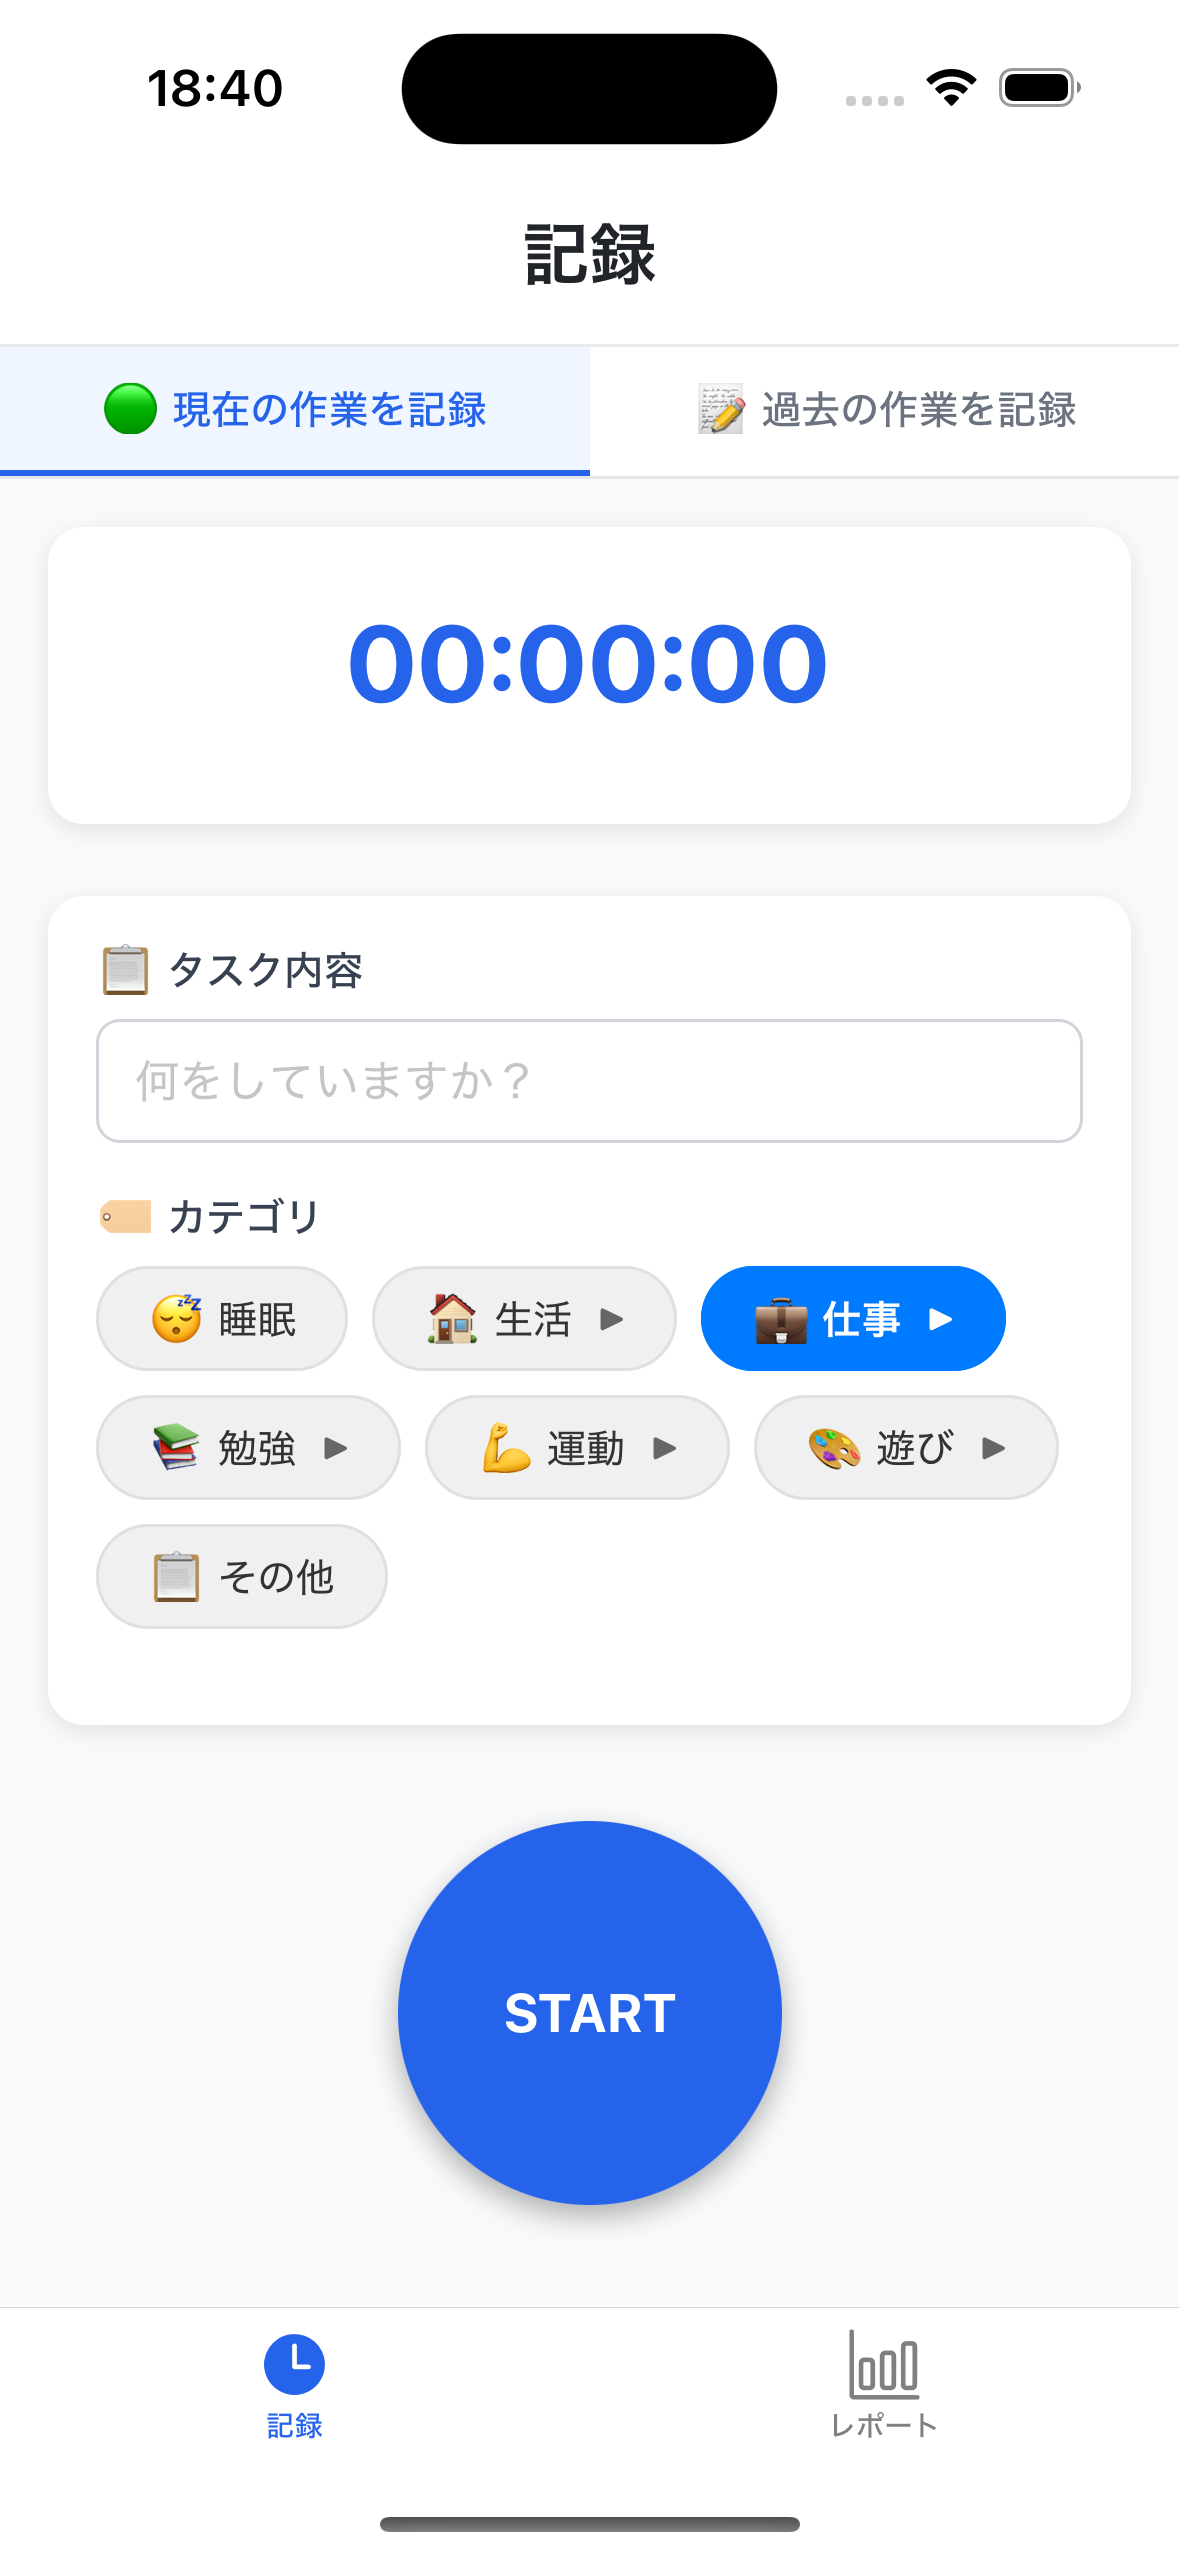 18:40
記録
現在の作業を記録
過去の作業を記録
00:00:00
タスク内容
何をしていますか？
カテゴリ
睡眠
生活
仕事
勉強
運動
遊び
その他
START
記録
レポート